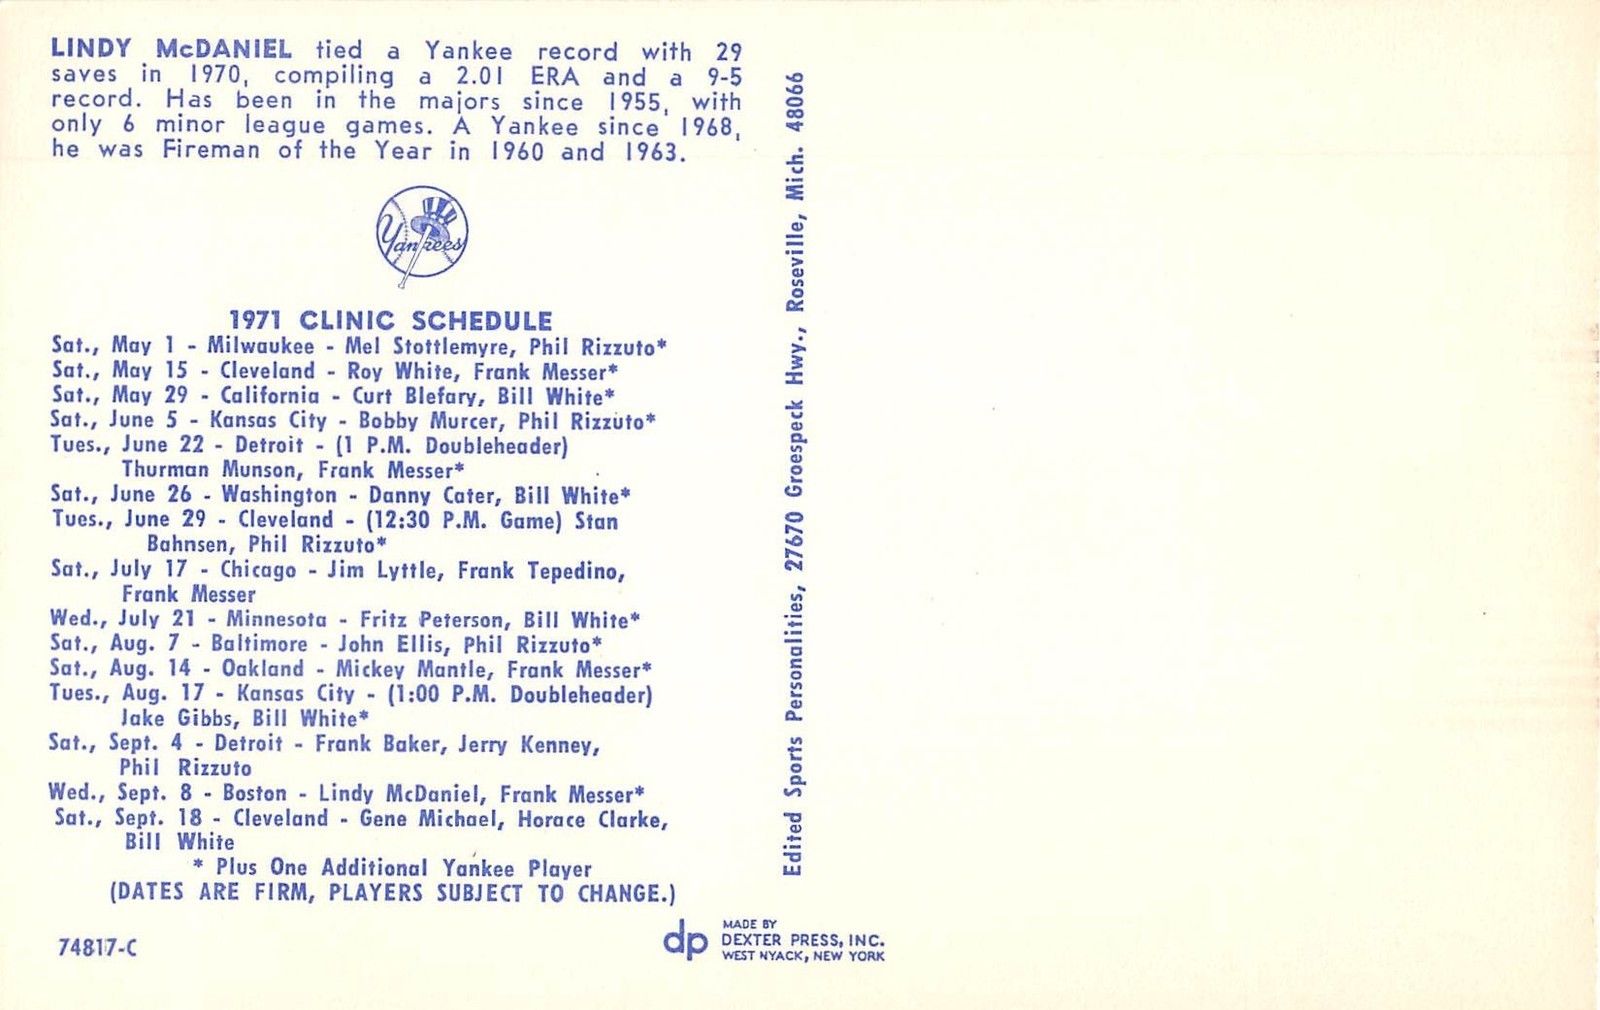 LINDY McDANIEL tied a Yankee record with 29
saves in 1970, compiling a 2.01 ERA and a 9-5
record. Has been in the majors since 1955, with
only 6 minor league games. A Yankee since 1968,
he was Fireman of the Year in 1960 and 1963.
Yankees
1971 CLINIC SCHEDULE
Sat., May 1 - Milwaukee - Mel Stottlemyre, Phil Rizzuto*
Sat., May 15 - Cleveland - Roy White, Frank Messer*
Sat., May 29 - California - Curt Blefary, Bill White*
Sat., June 5 - Kansas City - Bobby Murcer, Phil Rizzuto*
Tues., June 22 - Detroit - (1 P.M. Doubleheader)
Thurman Munson, Frank Messer*
Sat., June 26 - Washington - Danny Cater, Bill White*
Tues., June 29 - Cleveland - (12:30 P.M. Game) Stan
Bahnsen, Phil Rizzuto*
Sat., July 17 - Chicago - Jim Lyttle, Frank Tepedino,
Frank Messer
Wed., July 21 - Minnesota - Fritz Peterson, Bill White*
Sat., Aug. 7 - Baltimore - John Ellis, Phil Rizzuto*
Sat., Aug. 14 - Oakland - Mickey Mantle, Frank Messer*
Tues., Aug. 17 - Kansas City - (1:00 P.M. Doubleheader)
Jake Gibbs, Bill White*
Sat., Sept. 4 - Detroit - Frank Baker, Jerry Kenney,
Phil Rizzuto
Wed., Sept. 8 - Boston - Lindy McDaniel, Frank Messer*
Sat., Sept. 18 - Cleveland - Gene Michael, Horace Clarke,
Bill White
* Plus One Additional Yankee Player
(DATES ARE FIRM, PLAYERS SUBJECT TO CHANGE.)
74817-C
dp
MADE BY
DEXTER PRESS, INC.
WEST NYACK, NEW YORK
Edited Sports Personalities, 27670 Groespeck Hwy., Roseville, Mich. 48066